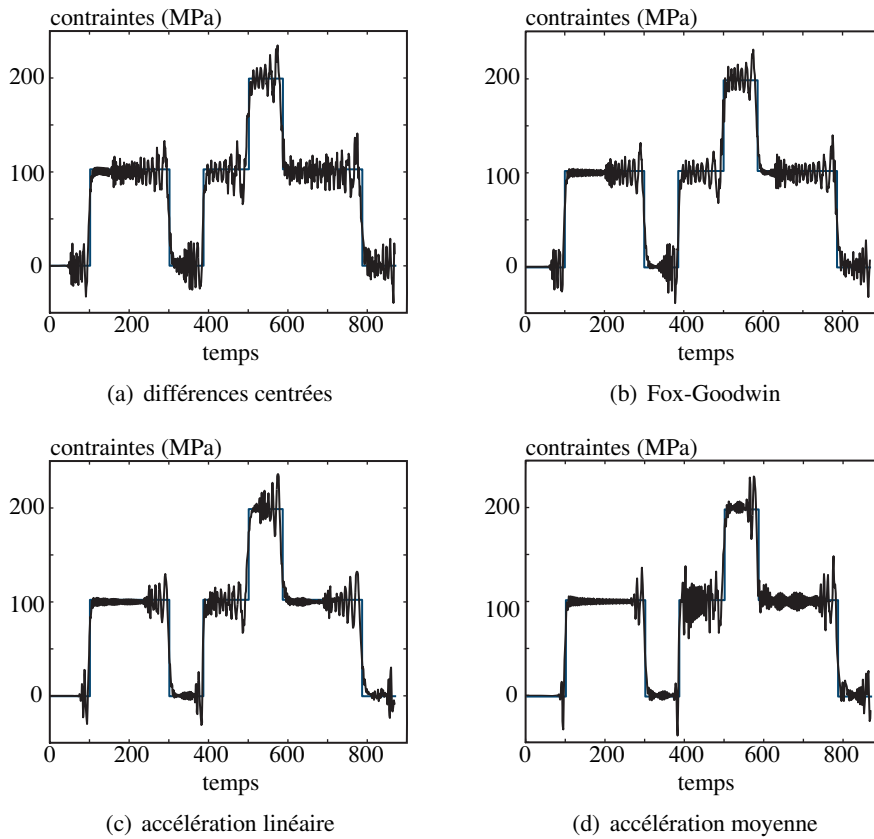 contraintes (MPa)
200
100
0
0 200 400 600 800
temps
(a) différences centrées
contraintes (MPa)
200
100
0
0 200 400 600 800
temps
(b) Fox-Goodwin
contraintes (MPa)
200
100
0
0 200 400 600 800
temps
(c) accélération linéaire
contraintes (MPa)
200
100
0
0 200 400 600 800
temps
(d) accélération moyenne